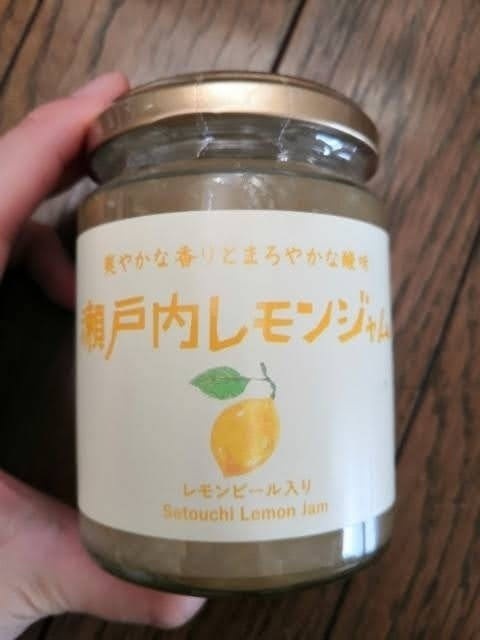 爽やかな香りとまろやかな酸味
瀬戸内レモンジャム
レモンピール入り
Setouchi Lemon Jam